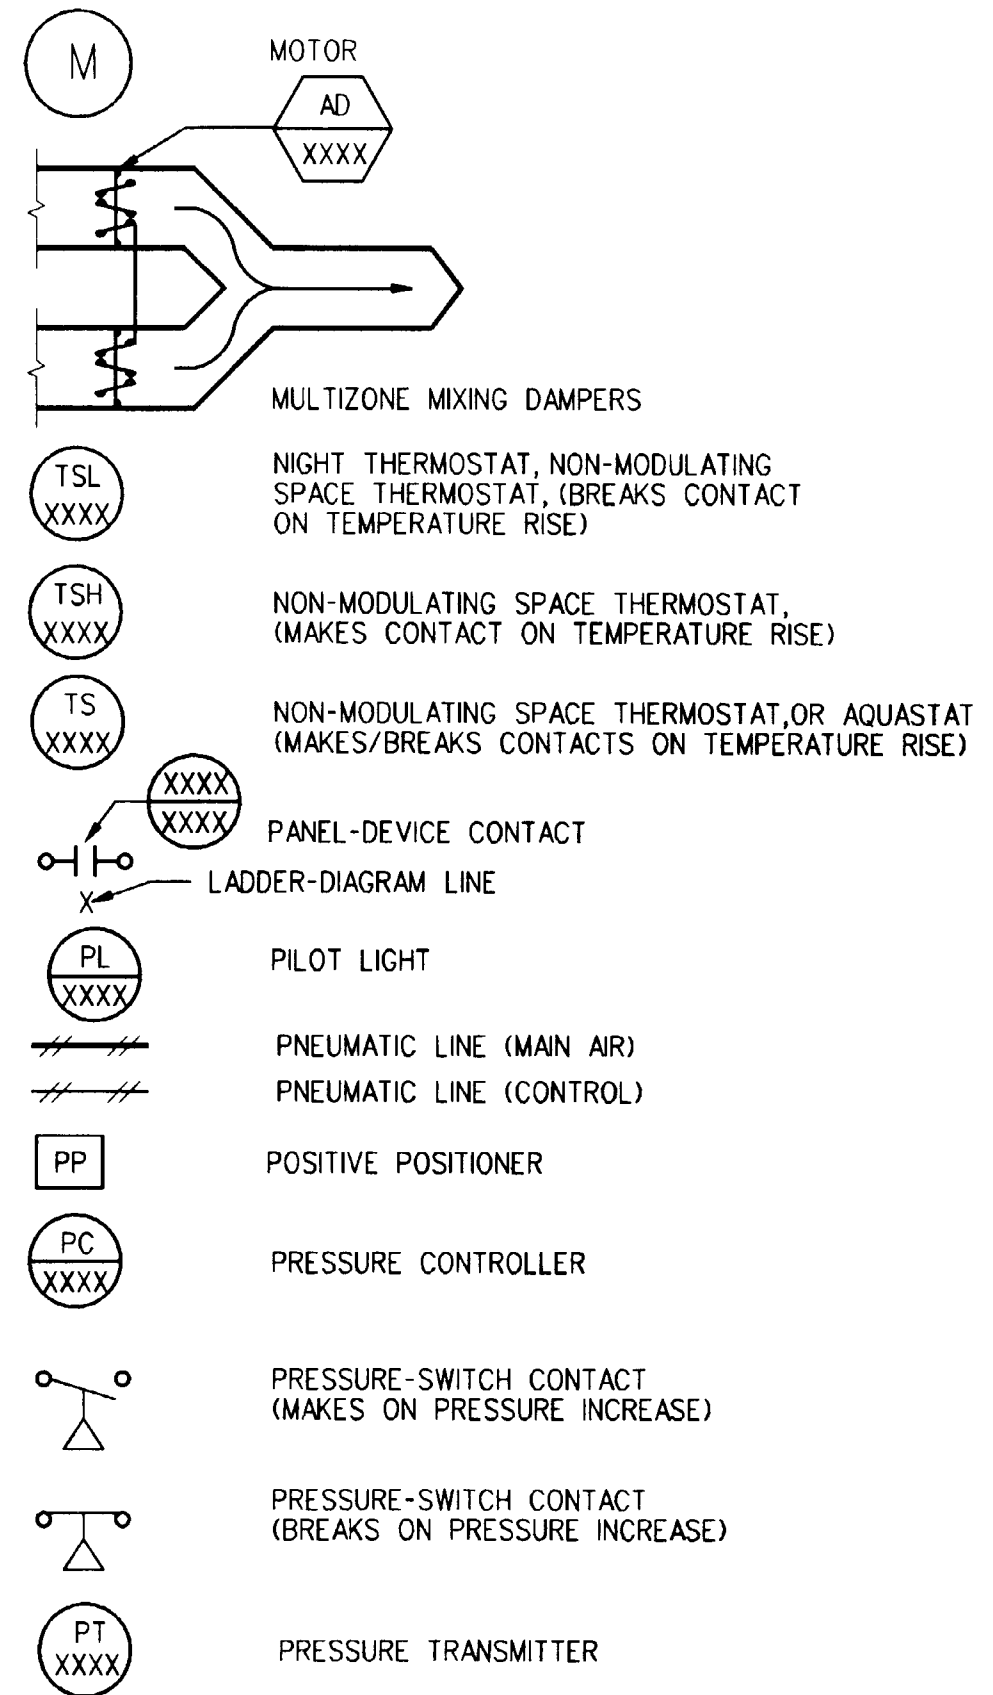 M
MOTOR
AD
XXXX
MULTIZONE MIXING DAMPERS
TSL
XXXX
NIGHT THERMOSTAT, NON-MODULATING
SPACE THERMOSTAT, (BREAKS CONTACT
ON TEMPERATURE RISE)
TSH
XXXX
NON-MODULATING SPACE THERMOSTAT,
(MAKES CONTACT ON TEMPERATURE RISE)
TS
XXXX
NON-MODULATING SPACE THERMOSTAT,OR AQUASTAT
(MAKES/BREAKS CONTACTS ON TEMPERATURE RISE)
XXXX
XXXX
PANEL-DEVICE CONTACT
X
LADDER-DIAGRAM LINE
PL
XXXX
PILOT LIGHT
PNEUMATIC LINE (MAIN AIR)
PNEUMATIC LINE (CONTROL)
PP
POSITIVE POSITIONER
PC
XXXX
PRESSURE CONTROLLER
PRESSURE-SWITCH CONTACT
(MAKES ON PRESSURE INCREASE)
PRESSURE-SWITCH CONTACT
(BREAKS ON PRESSURE INCREASE)
PT
XXXX
PRESSURE TRANSMITTER